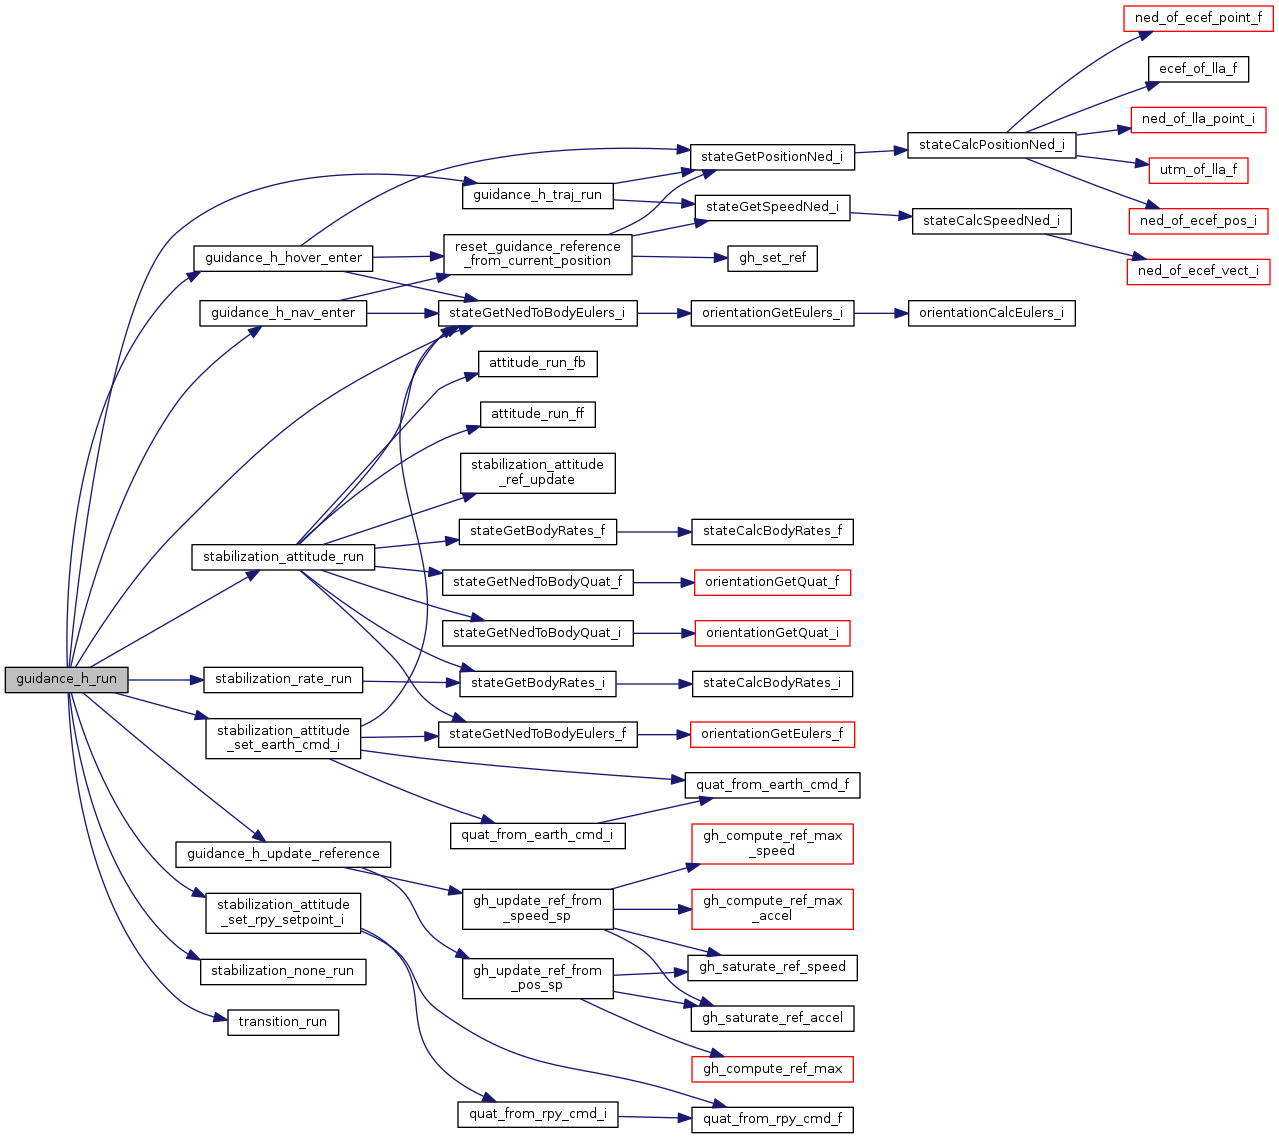 ned_of_ecef_point_f
ecef_of_lla_f
ned_of_lla_point_i
stateCalcPositionNed_i
stateGetPositionNed_i
utm_of_lla_f
guidance_h_traj_run
stateGetSpeedNed_i
stateCalcSpeedNed_i
ned_of_ecef_pos_i
guidance_h_hover_enter
reset_guidance_reference
_from_current_position
gh_set_ref
ned_of_ecef_vect_i
guidance_h_nav_enter
stateGetNedToBodyEulers_i
orientationGetEulers_i
orientationCalcEulers_i
attitude_run_fb
attitude_run_ff
stabilization_attitude
_ref_update
stabilization_attitude_run
stateGetBodyRates_f
stateCalcBodyRates_f
stateGetNedToBodyQuat_f
orientationGetQuat_f
stateGetNedToBodyQuat_i
orientationGetQuat_i
guidance_h_run
stabilization_rate_run
stateGetBodyRates_i
stateCalcBodyRates_i
stabilization_attitude
_set_earth_cmd_i
stateGetNedToBodyEulers_f
orientationGetEulers_f
quat_from_earth_cmd_f
quat_from_earth_cmd_i
guidance_h_update_reference
gh_compute_ref_max
_speed
stabilization_attitude
_set_rpy_setpoint_i
gh_update_ref_from
_speed_sp
gh_compute_ref_max
_accel
stabilization_none_run
gh_update_ref_from
_pos_sp
gh_saturate_ref_speed
transition_run
gh_saturate_ref_accel
gh_compute_ref_max
quat_from_rpy_cmd_i
quat_from_rpy_cmd_f